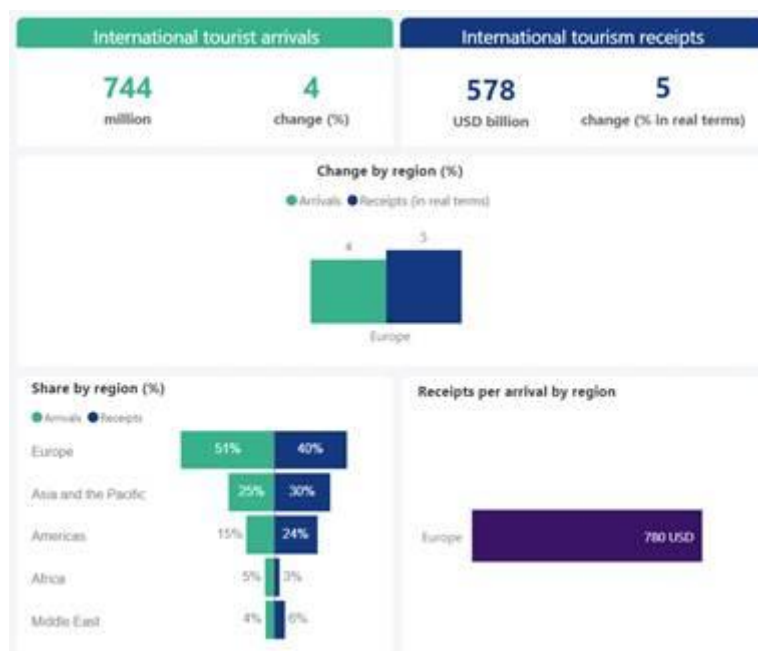 International tourist arrivals
International tourism receipts
744
4
578
5
million
change (%)
USD billion
change (% in real terms)
Change by region (%)
Arrivals Receipts (in real terms)
4
5
Europe
Share by region (%)
Arrivals Receipts
Europe 51% 40%
Asia and the Pacific 25% 30%
Americas 15% 24%
Africa 5% 3%
Middle East 4% 6%
Receipts per arrival by region
Europe 780 USD